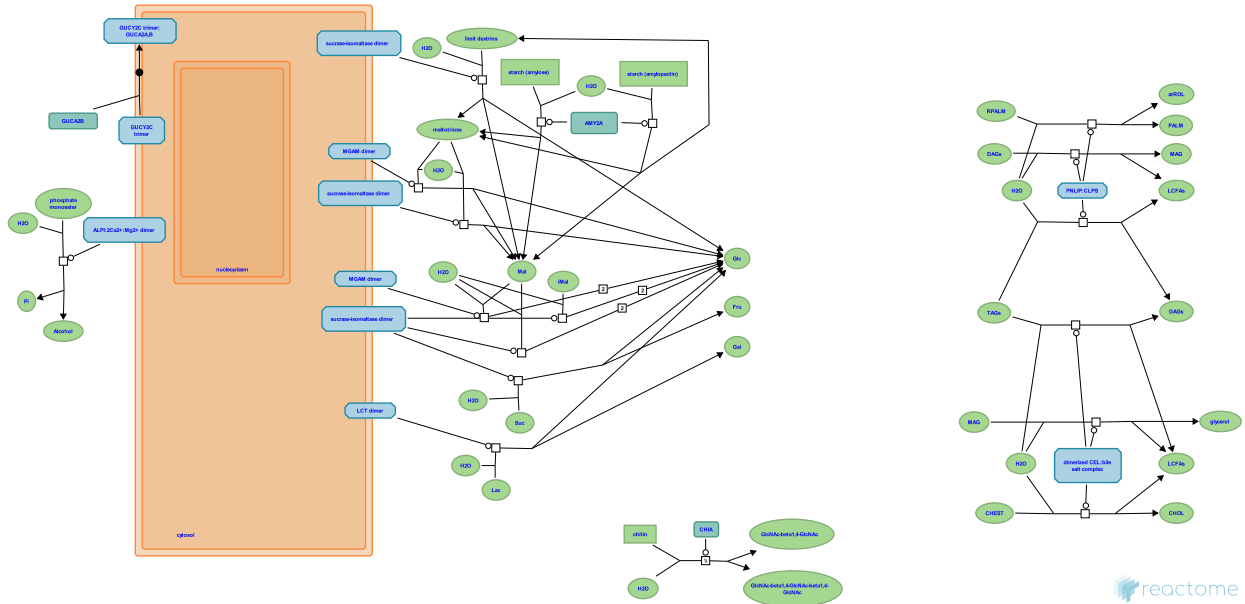 GUCY2C trimer:
GUCA2A,B
GUCA2B
GUCY2C
trimer
phosphate
monoester
H2O
ALPI:2Ca2+:Mg2+ dimer
Pi
Alcohol
nucleoplasm
cytosol
sucrase-isomaltase dimer
H2O
limit dextrins
starch (amylose)
H2O
starch (amylopectin)
AMY2A
maltotriose
MGAM dimer
H2O
sucrase-isomaltase dimer
Mal
Glc
MGAM dimer
H2O
iMal
2
2
2
sucrase-isomaltase dimer
Fru
Gal
H2O
Suc
LCT dimer
H2O
Lac
chitin
CHIA
H2O
GlcNAc-beta1,4-GlcNAc
GlcNAc-beta1,4-GlcNAc-beta1,4-
GlcNAc
RPALM
atROL
PALM
DAGs
MAG
H2O
PNLIP:CLPS
LCFAs
TAGs
DAGs
MAG
glycerol
H2O
dimerized CEL:bile
salt complex
LCFAs
CHEST
CHOL
reactome